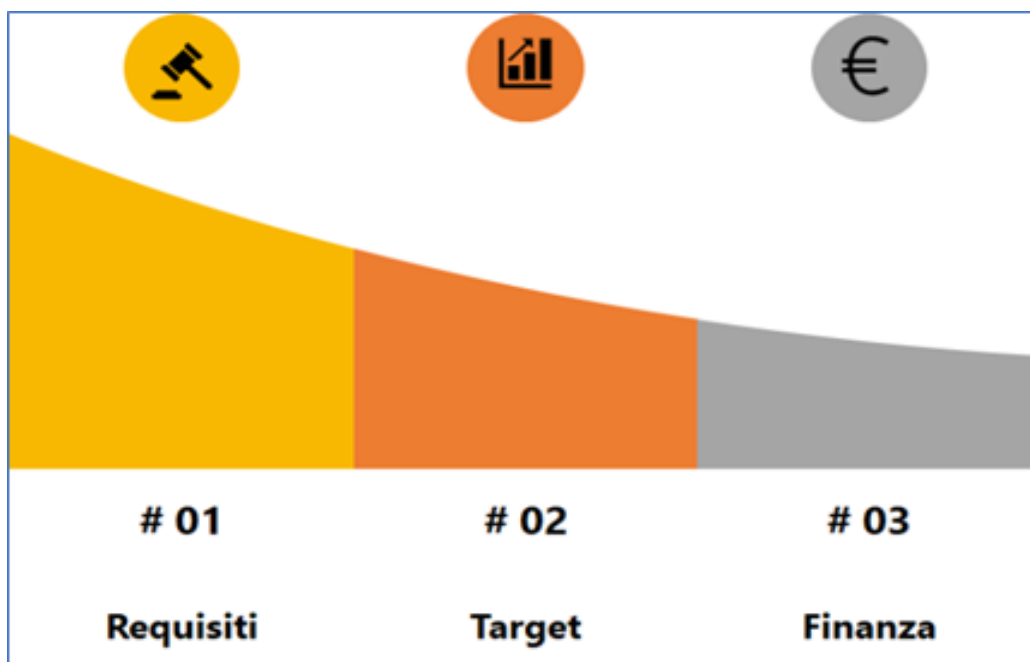 €
# 01 # 02 # 03
Requisiti Target Finanza